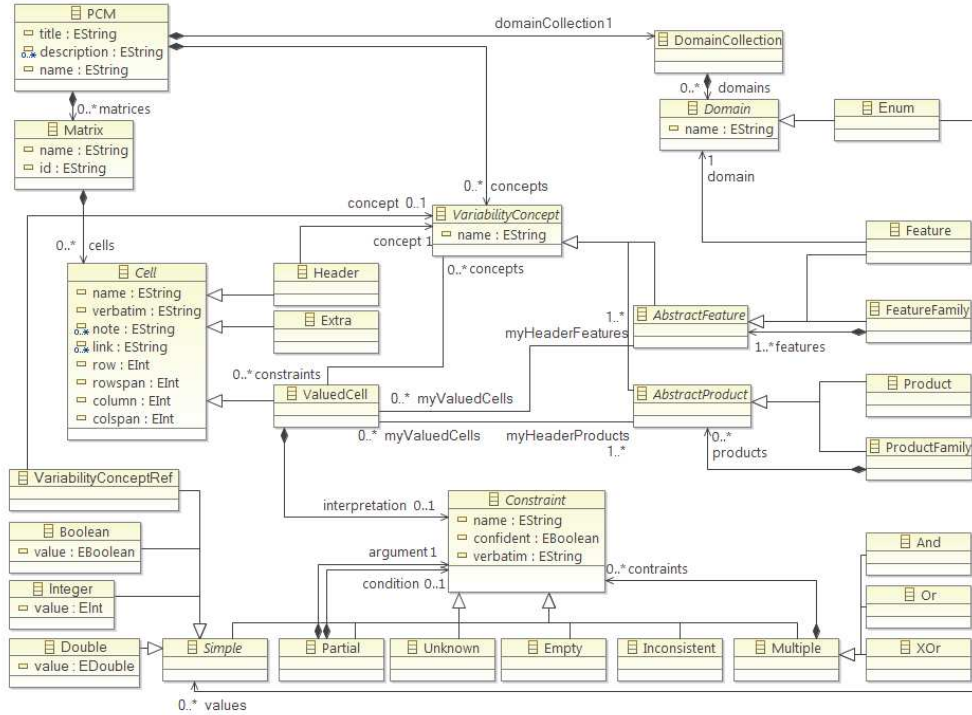 PCM
title : EString
description : EString
name : EString
domainCollection1
DomainCollection
0..* matrices
0..* domains
Matrix
name : EString
id : EString
Domain
name : EString
Enum
1
domain
0..* concepts
concept 0..1
VariabilityConcept
name : EString
concept 1
0..* concepts
0..* cells
Cell
name : EString
verbatim : EString
0..*
note : EString
0..*
link : EString
row : EInt
rowspan : EInt
column : EInt
colspan : EInt
Header
Extra
Feature
1..*
myHeaderFeatures
AbstractFeature
FeatureFamily
1..* features
0..* constraints
ValuedCell
0..* myValuedCells
AbstractProduct
Product
0..* myValuedCells
myHeaderProducts
1..*
0..*
products
ProductFamily
VariabilityConceptRef
interpretation 0..1
Constraint
name : EString
confident : EBoolean
verbatim : EString
Boolean
value : EBoolean
argument1
condition 0..1
0..* contraints
And
Integer
value : EInt
Or
Double
value : EDouble
Simple
Partial
Unknown
Empty
Inconsistent
Multiple
XOr
0..* values
0..*